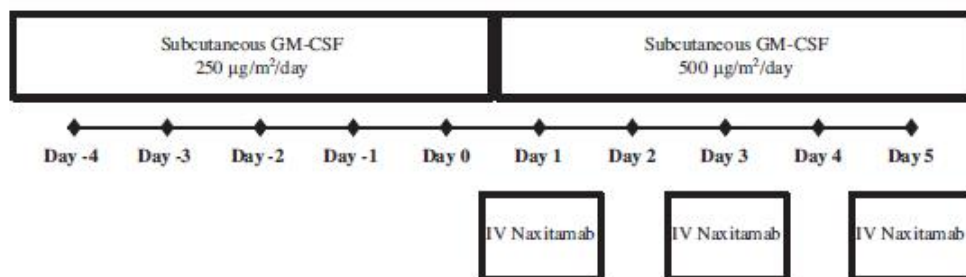 Subcutaneous GM-CSF
250 µg/m²/day
Subcutaneous GM-CSF
500 µg/m²/day
Day -4 Day -3 Day -2 Day -1 Day 0 Day 1 Day 2 Day 3 Day 4 Day 5
IV Naxitamab IV Naxitamab IV Naxitamab